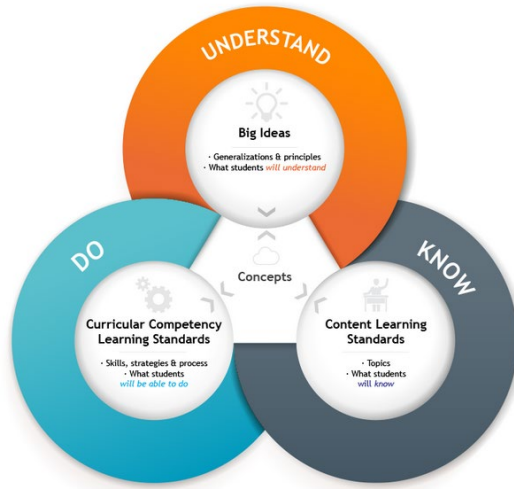 UNDERSTAND
Big Ideas
· Generalizations & principles
· What students will understand
Concepts
DO
Curricular Competency
Learning Standards
· Skills, strategies & process
· What students
will be able to do
KNOW
Content Learning
Standards
· Topics
· What students
will know